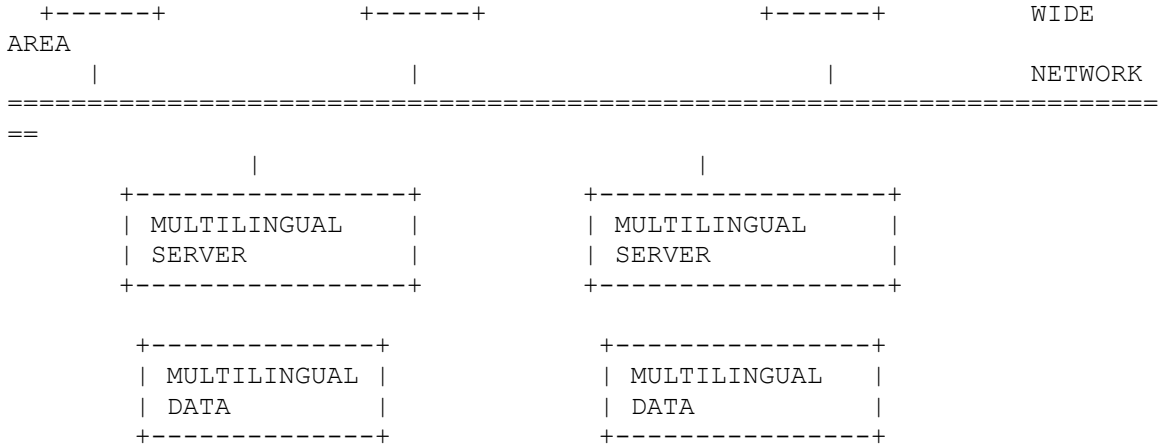 +------+ +------+ +------+ WIDE
AREA
| | | NETWORK
========================================================================
==
| |
+-----------------+ +------------------+
| MULTILINGUAL | | MULTILINGUAL |
| SERVER | | SERVER |
+-----------------+ +------------------+
+--------------+ +----------------+
| MULTILINGUAL | | MULTILINGUAL |
| DATA | | DATA |
+--------------+ +----------------+